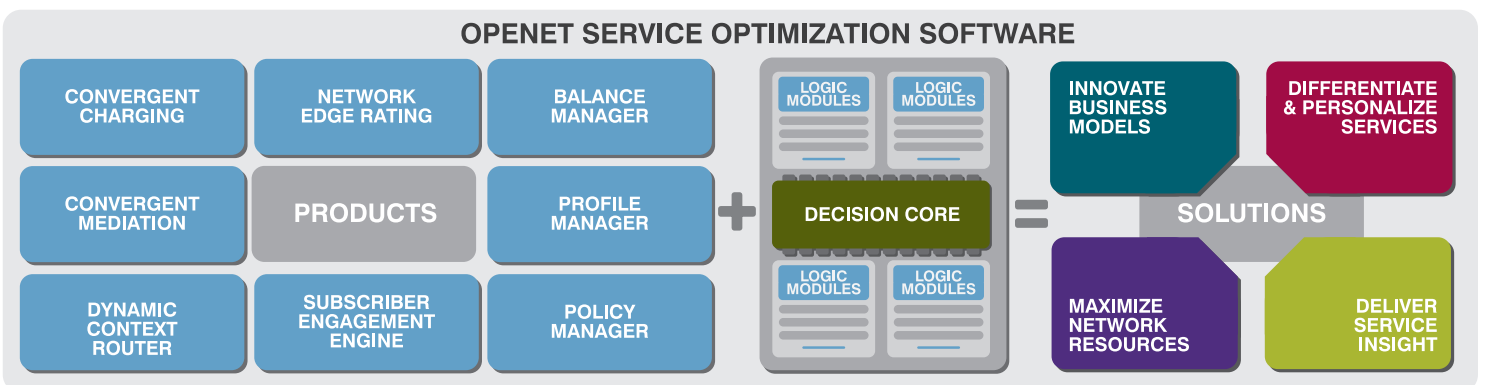 OPENET SERVICE OPTIMIZATION SOFTWARE
CONVERGENT
CHARGING
NETWORK
EDGE RATING
BALANCE
MANAGER
CONVERGENT
MEDIATION
PRODUCTS
PROFILE
MANAGER
DYNAMIC
CONTEXT
ROUTER
SUBSCRIBER
ENGAGEMENT
ENGINE
POLICY
MANAGER
+
LOGIC
MODULES
LOGIC
MODULES
DECISION CORE
LOGIC
MODULES
LOGIC
MODULES
=
INNOVATE
BUSINESS
MODELS
DIFFERENTIATE
& PERSONALIZE
SERVICES
SOLUTIONS
MAXIMIZE
NETWORK
RESOURCES
DELIVER
SERVICE
INSIGHT